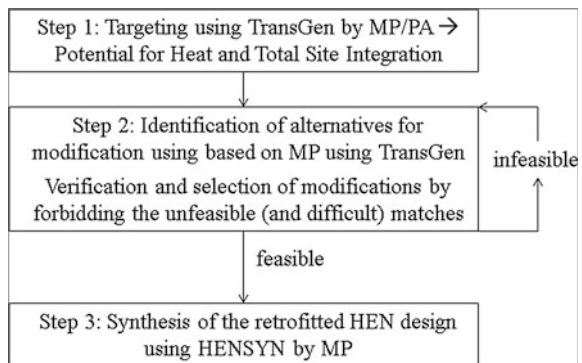 Step 1: Targeting using TransGen by MP/PA →
Potential for Heat and Total Site Integration
Step 2: Identification of alternatives for
modification using based on MP using TransGen
Verification and selection of modifications by
forbidding the unfeasible (and difficult) matches
infeasible
feasible
Step 3: Synthesis of the retrofitted HEN design
using HENSYN by MP